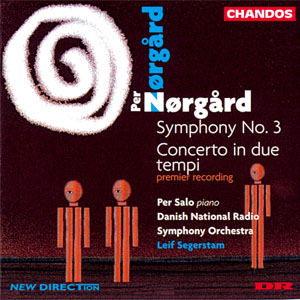 CHANDOS
Per
Nørgård
Nørgård
Symphony No. 3
Concerto in due
tempi
premier recording
Per Salo piano
Danish National Radio
Symphony Orchestra
Leif Segerstam
NEW DIRECTION
DR